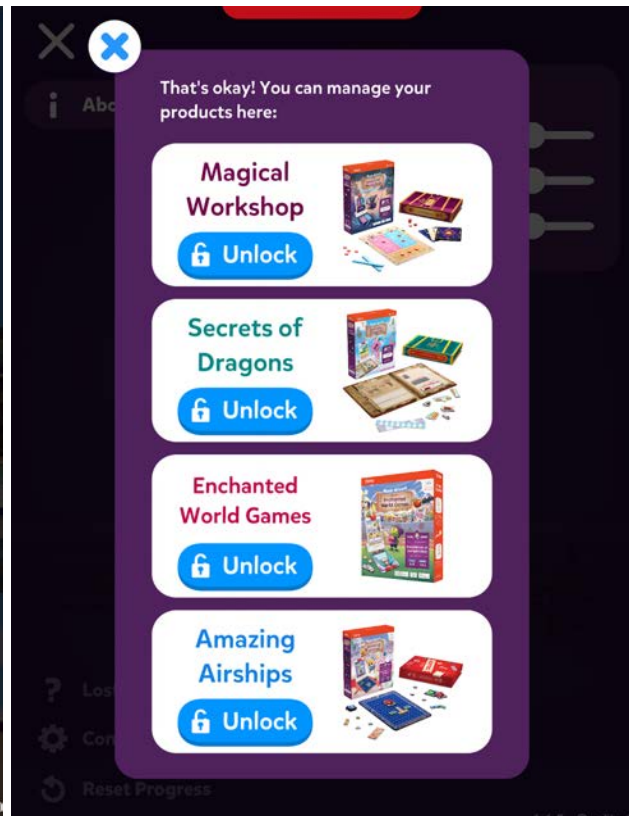 That's okay! You can manage your
products here:
Magical
Workshop
Unlock
Secrets of
Dragons
Unlock
Enchanted
World Games
Unlock
Amazing
Airships
Unlock
Reset Progress